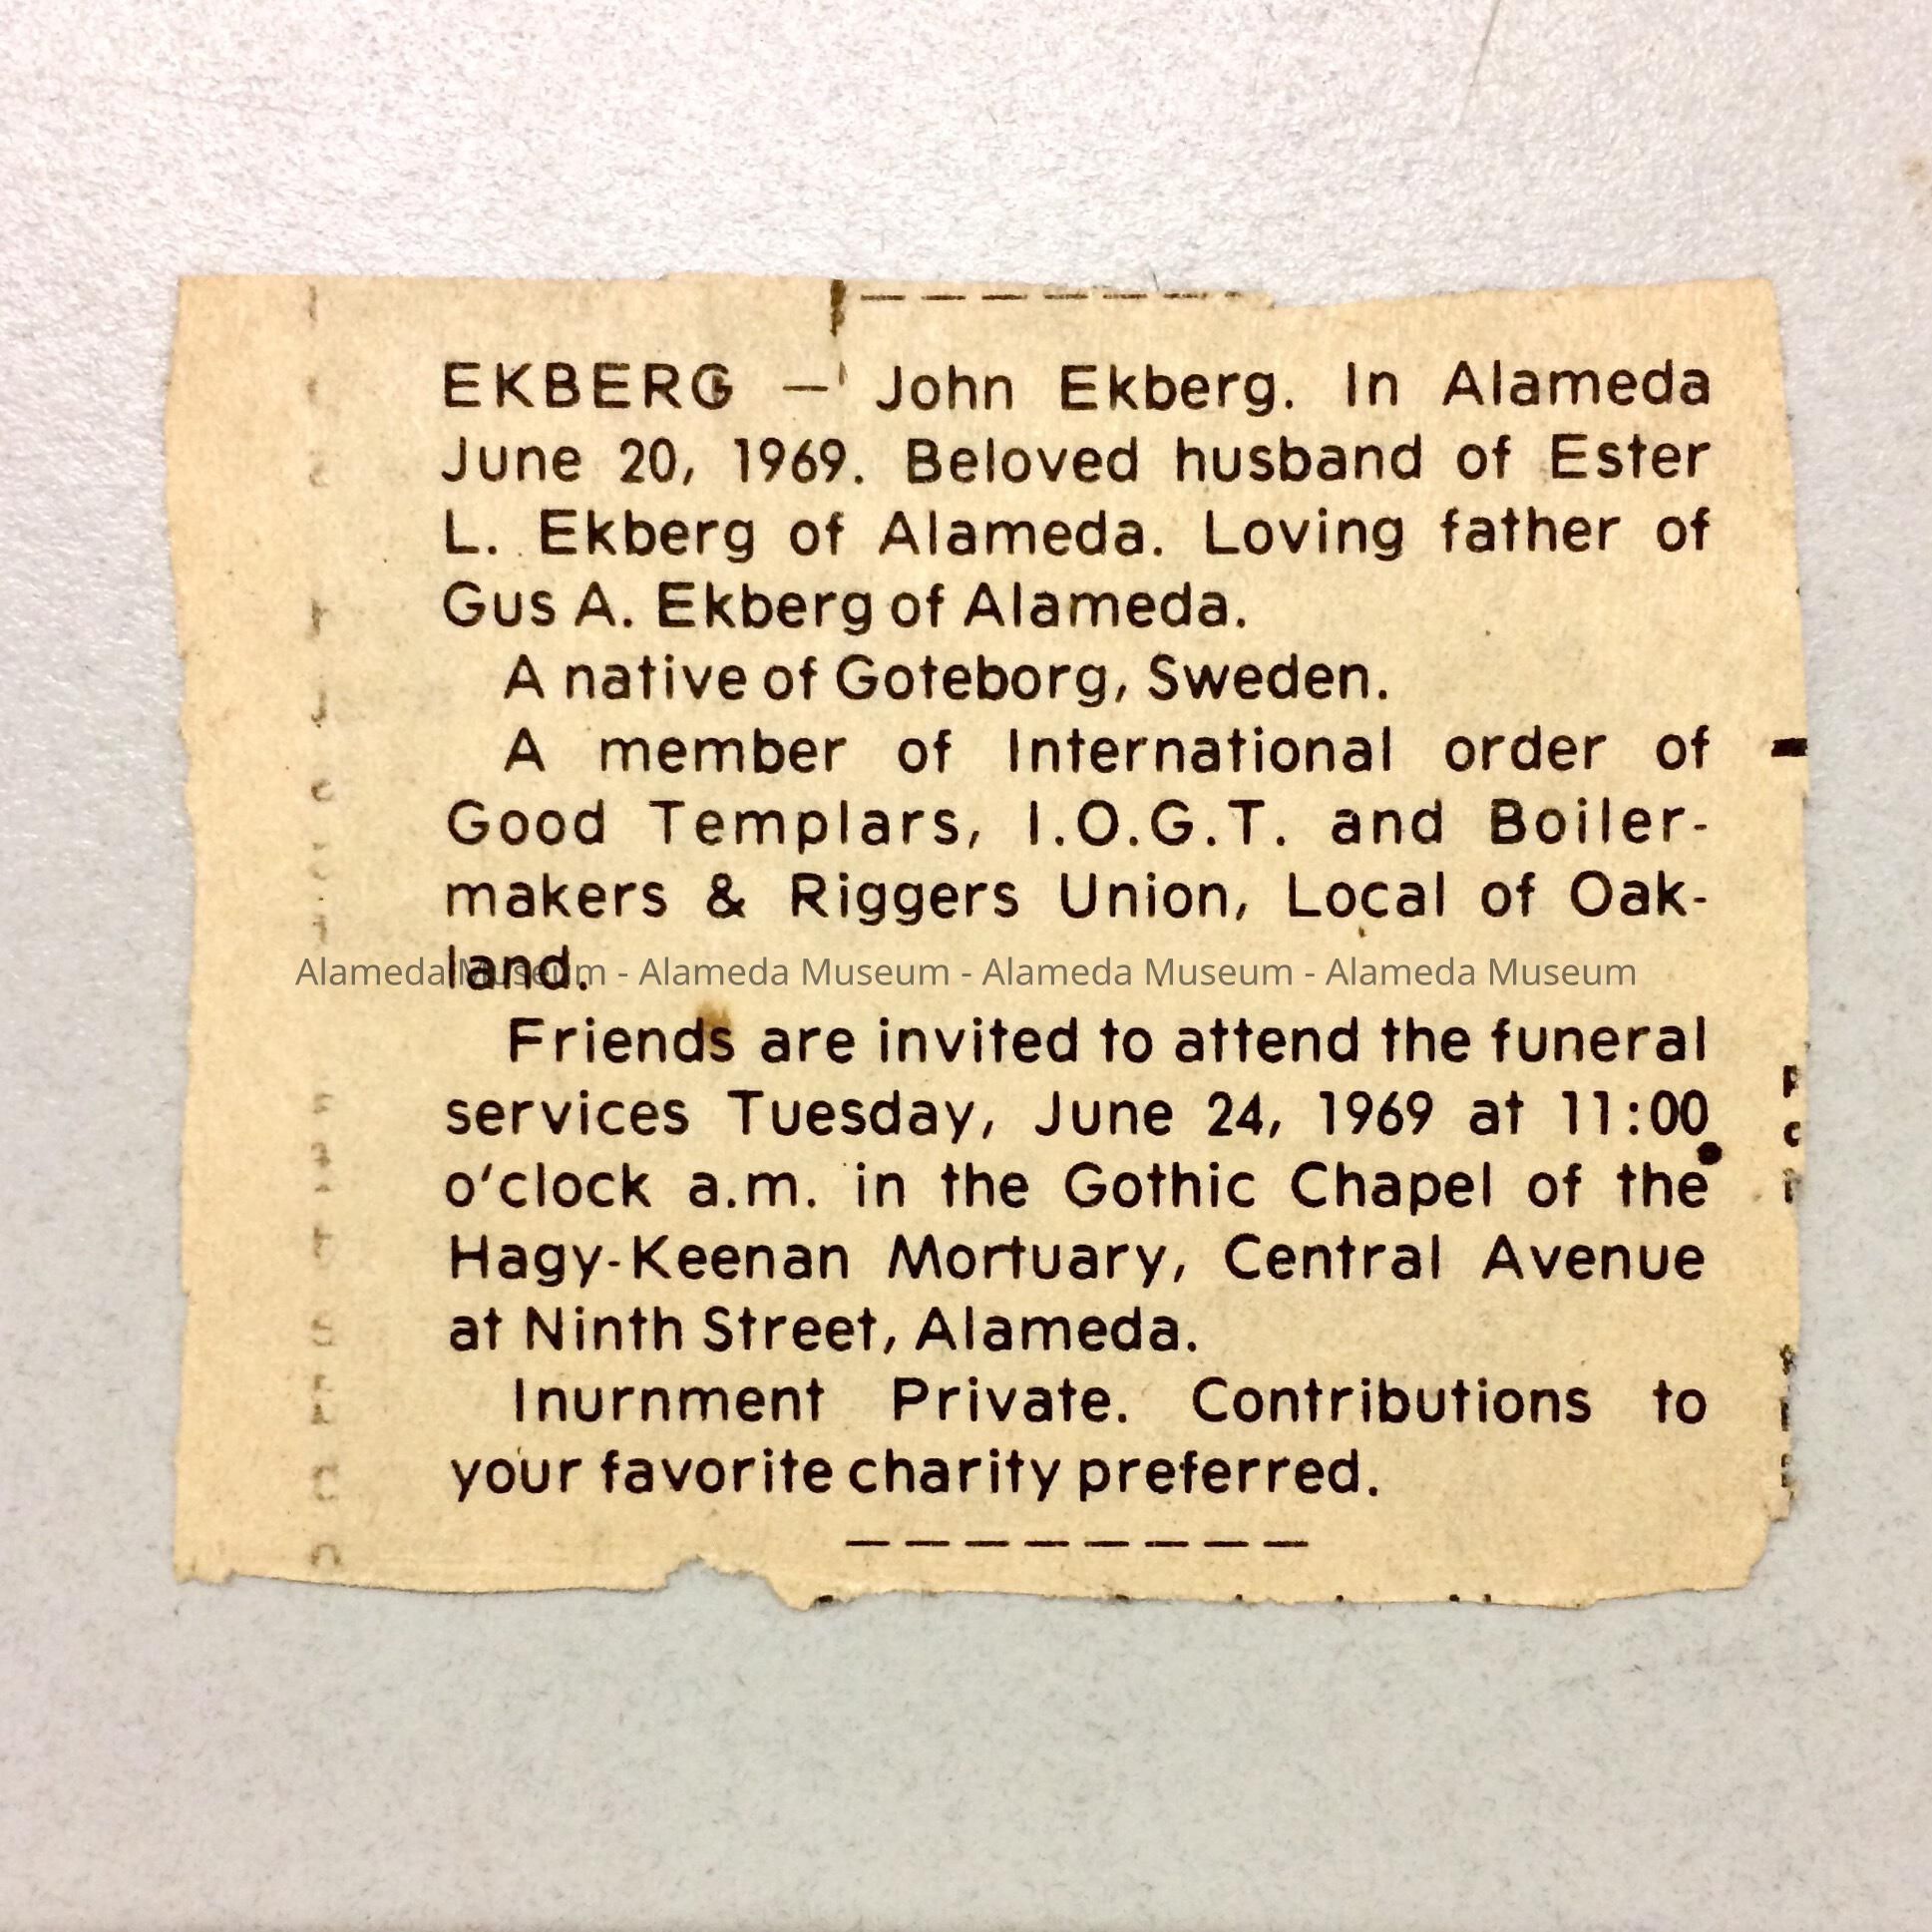 EKBERG — John Ekberg. In Alameda
June 20, 1969. Beloved husband of Ester
L. Ekberg of Alameda. Loving father of
Gus A. Ekberg of Alameda.
A native of Goteborg, Sweden.
A member of International order of
Good Templars, I.O.G.T. and Boiler-
makers & Riggers Union, Local of Oak-
land.
Alameda Museum - Alameda Museum - Alameda Museum - Alameda Museum
Friends are invited to attend the funeral
services Tuesday, June 24, 1969 at 11:00
o'clock a.m. in the Gothic Chapel of the
Hagy-Keenan Mortuary, Central Avenue
at Ninth Street, Alameda.
Inurnment Private. Contributions to
your favorite charity preferred.